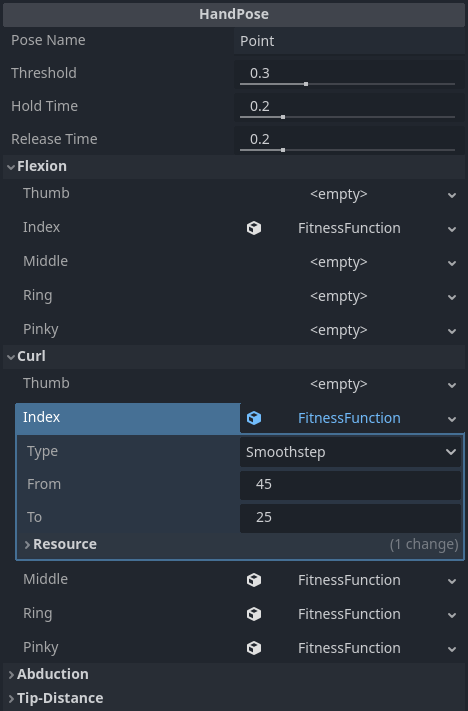 HandPose
Pose Name Point
Threshold 0.3
Hold Time 0.2
Release Time 0.2
Flexion
Thumb <empty>
Index FitnessFunction
Middle <empty>
Ring <empty>
Pinky <empty>
Curl
Thumb <empty>
Index FitnessFunction
Type Smoothstep
From 45
To 25
Resource (1 change)
Middle FitnessFunction
Ring FitnessFunction
Pinky FitnessFunction
Abduction
Tip-Distance